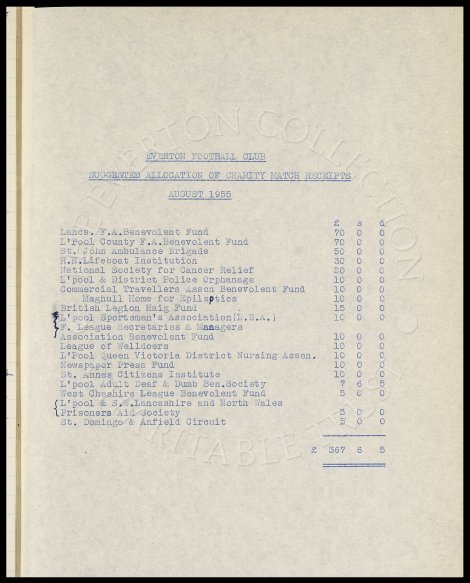 EVERTON FOOTBALL CLUB
SUGGESTED ALLOCATION OF CHARITY MATCH RECEIPTS
AUGUST 1955
£ s d
Lancs. F.A.Benevolent Fund 70 0 0
L'Pool County F.A.Benevilent Fund 70 0 0
St. John Ambulance Brigade 50 0 0
R.N.Lifeboat Institution 30 0 0
National Society for Cancer Relief 20 0 0
L'pool & District Police Orphanage 10 0 0
Commercial Travellers Assen Benevolent Fund 10 0 0
Maghull Home for Epileptics 10 0 0
British Legion Haig Fund 15 0 0
L'pool Sportsmen's Association(L.B.A.) 10 0 0
F. League Secretaries & Managers
Association Benevolent Fund 10 0 0
League of Welldoers 10 0 0
L'Pool Queen Victoria District Nursing Assen. 10 0 0
Newspaper Press Fund 10 0 0
St. Annes Citizens Institute 10 0 0
L'pool Adult Deaf & Dumb Ben.Society 7 6 5
West Cheshire League Benevolent Fund 5 0 0
L'pool & S.W.Lancashire and North Wales
Prisoners Aid Society 5 0 0
St. Domingo & Anfield Circuit 5 0 0
£ 367 6 5
EVERTON COLLECTION CHARITABLE TRUST